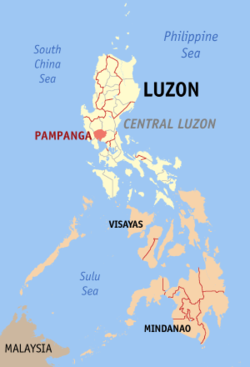 South
China
Sea
Philippine
Sea
LUZON
CENTRAL LUZON
PAMPANGA
VISAYAS
Sulu
Sea
MINDANAO
MALAYSIA